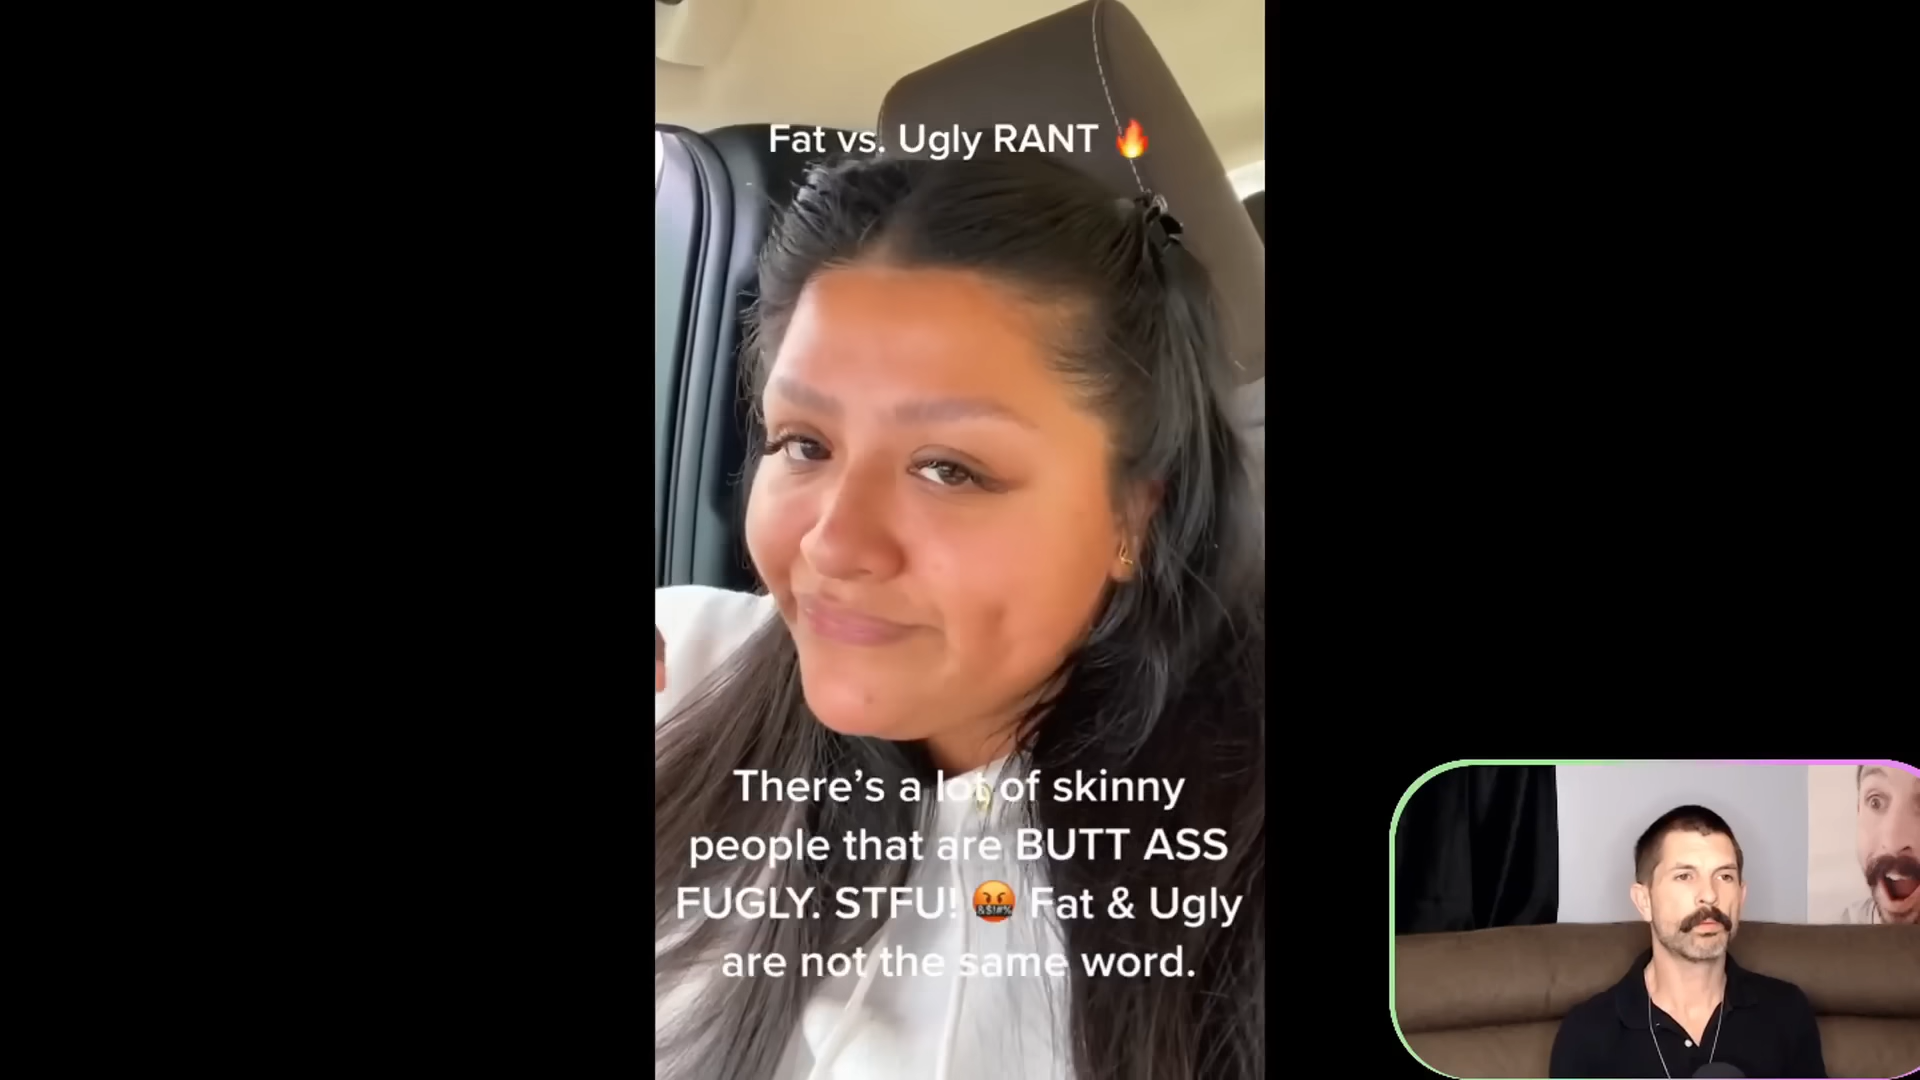 Fat vs. Ugly RANT 🔥
There’s a lot of skinny
people that are BUTT ASS
FUGLY. STFU! 🤬 Fat & Ugly
are not the same word.